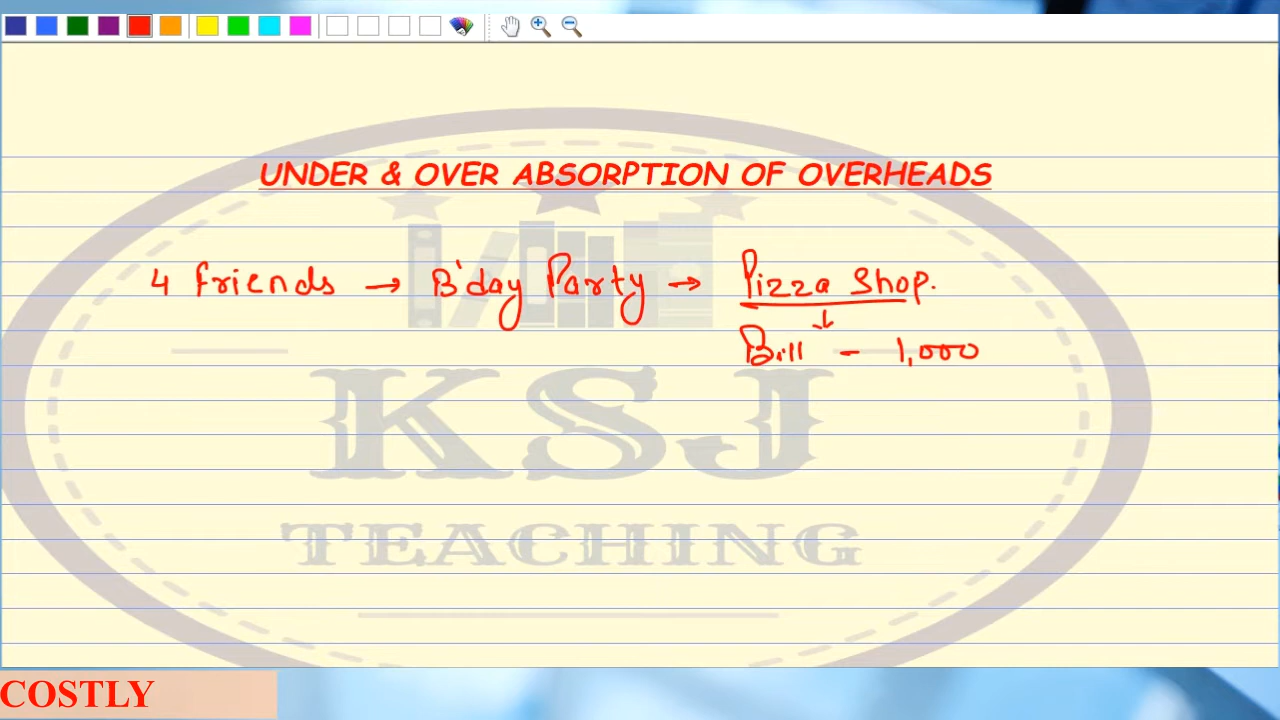 UNDER & OVER ABSORPTION OF OVERHEADS
4 friends → B'day Party → Pizza Shop.
↓
Bill - 1,000
KSJ
TEACHING
COSTLY